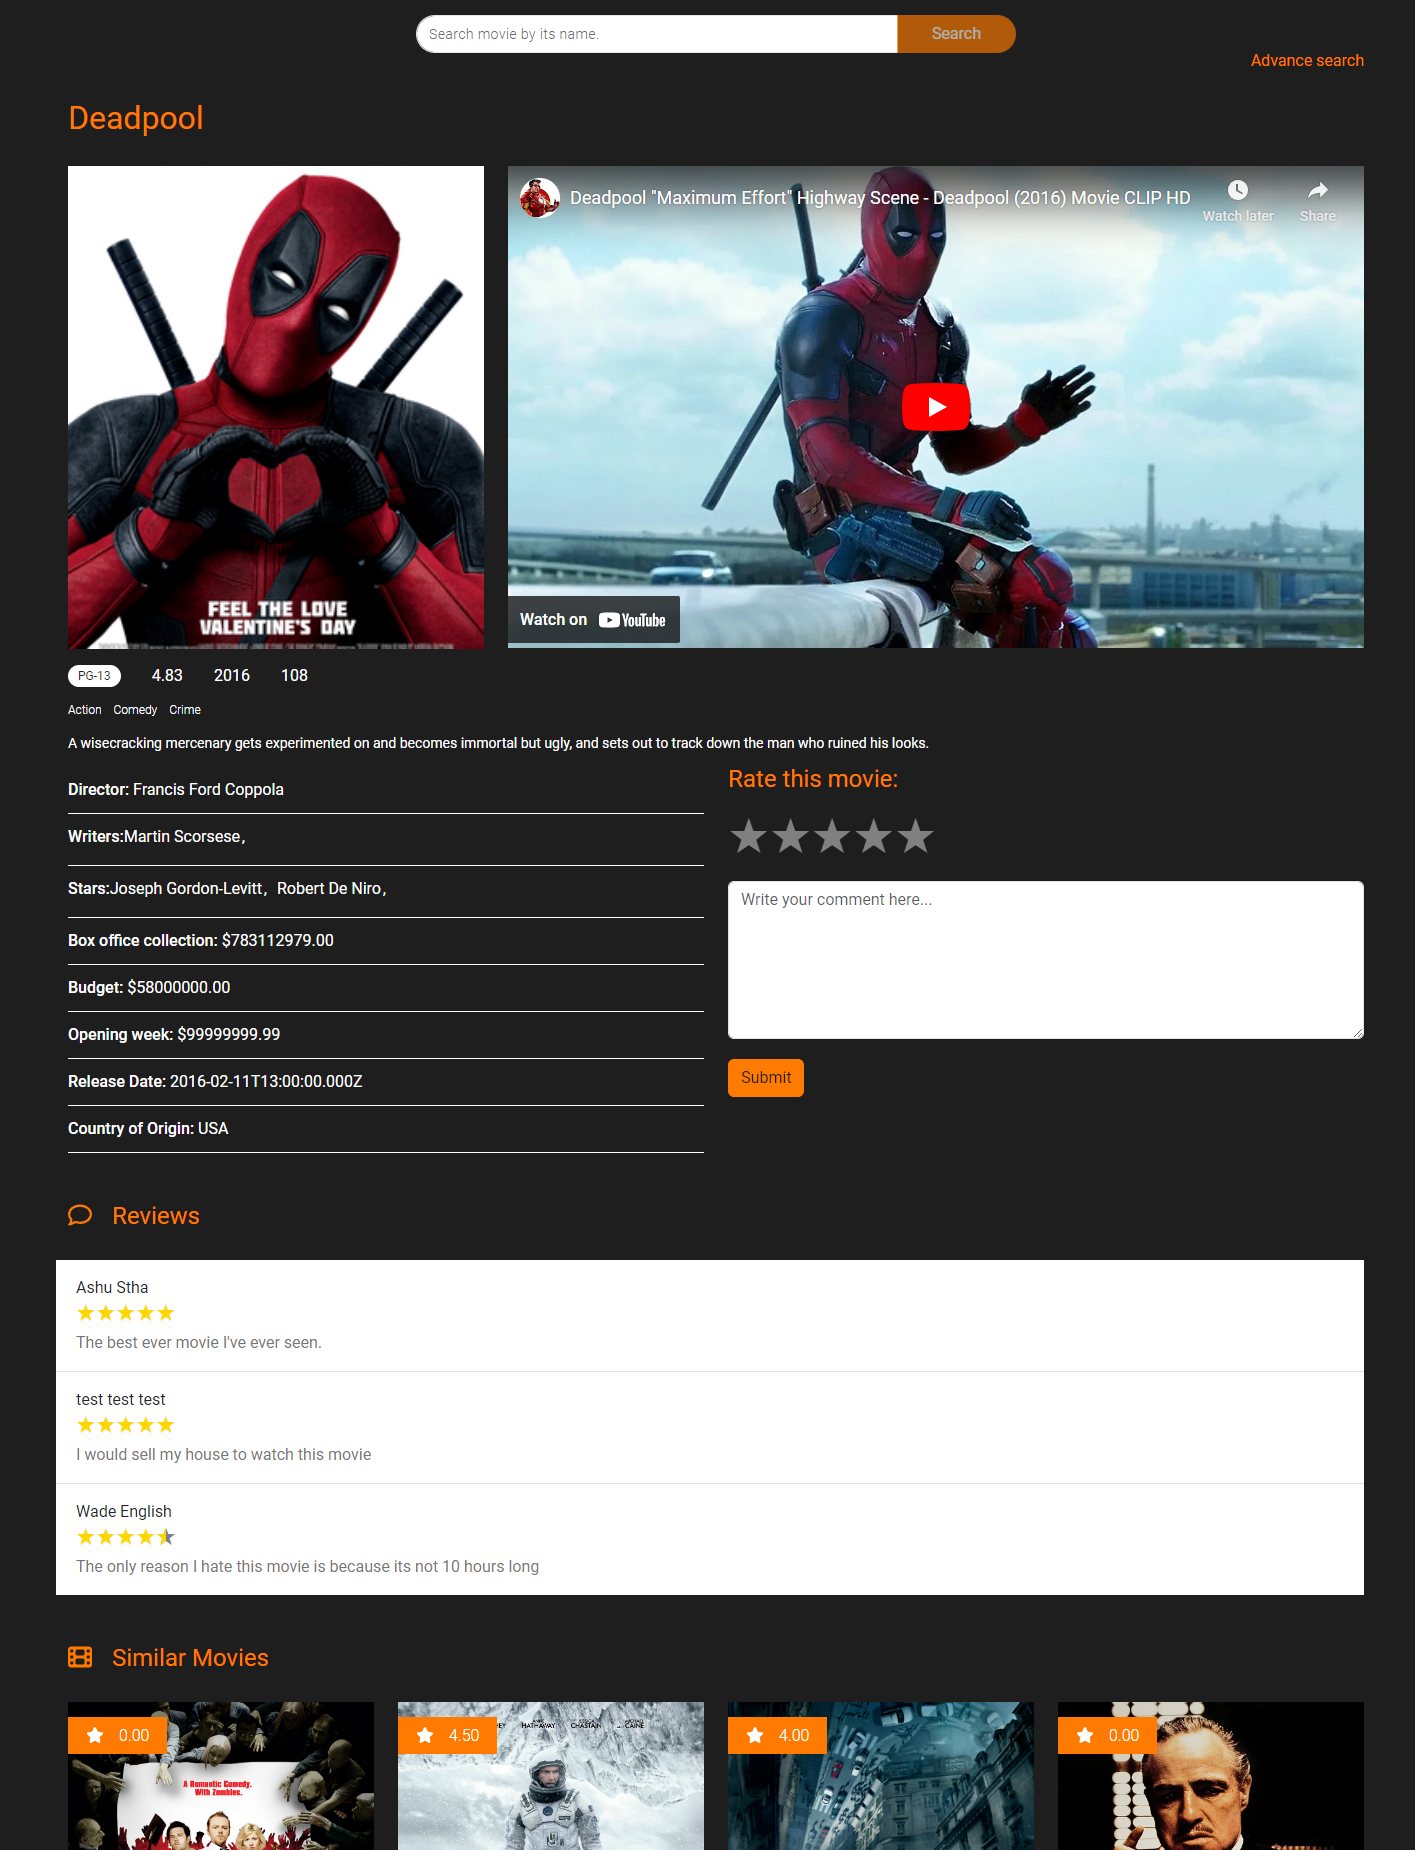 Search movie by its name.
Search
Advance search
Deadpool
Deadpool "Maximum Effort" Highway Scene - Deadpool (2016) Movie CLIP HD
Watch later
Share
FEEL THE LOVE
VALENTINE'S DAY
Watch on YouTube
PG-13 4.83 2016 108
Action Comedy Crime
A wisecracking mercenary gets experimented on and becomes immortal but ugly, and sets out to track down the man who ruined his looks.
Director: Francis Ford Coppola
Writers:Martin Scorsese,
Stars:Joseph Gordon-Levitt, Robert De Niro,
Box office collection: $783112979.00
Budget: $58000000.00
Opening week: $99999999.99
Release Date: 2016-02-11T13:00:00.000Z
Country of Origin: USA
Rate this movie:
Write your comment here...
Submit
Reviews
Ashu Stha
The best ever movie I've ever seen.
test test test
I would sell my house to watch this movie
Wade English
The only reason I hate this movie is because its not 10 hours long
Similar Movies
0.00
A Romantic Comedy.
With Zombies.
4.50
ANNE HATHAWAY JESSICA CHASTAIN MICHAEL CAINE
4.00
0.00